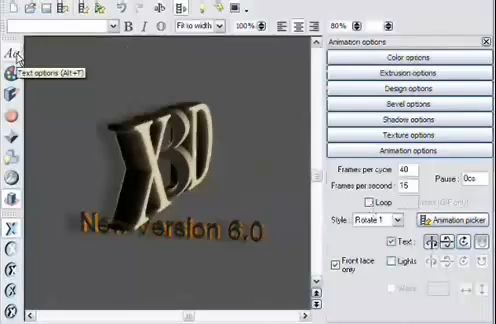 B I O Fit to width 100% 80%
Aa
Text options (Alt+T)
X3D
New Version 6.0
Animation options
Color options
Extrusion options
Design options
Bevel options
Shadow options
Texture options
Animation options
Frames per cycle: 40
Frames per second: 15
Pause: 0cs
Loop
Style: Rotate 1
Animation picker
Text:
Front face only
Lights